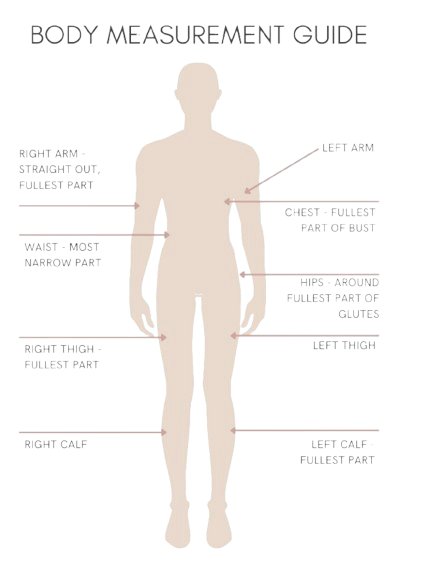 BODY MEASUREMENT GUIDE
RIGHT ARM -
STRAIGHT OUT,
FULLEST PART
LEFT ARM
CHEST - FULLEST
PART OF BUST
WAIST - MOST
NARROW PART
HIPS - AROUND
FULLEST PART OF
GLUTES
RIGHT THIGH -
FULLEST PART
LEFT THIGH
RIGHT CALF
LEFT CALF -
FULLEST PART